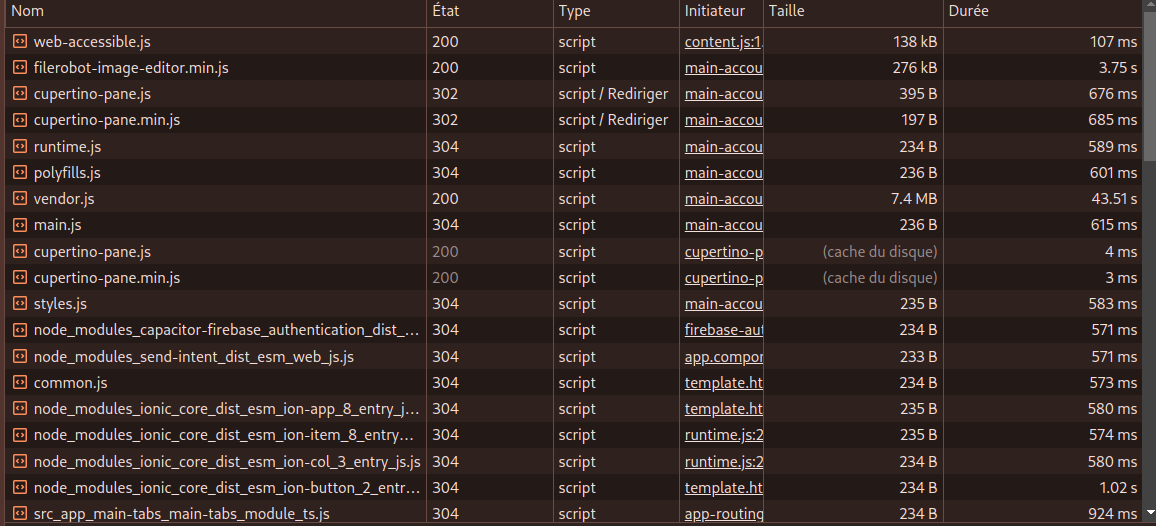 Nom État Type Initiateur Taille Durée
web-accessible.js 200 script content.js:1 138 kB 107 ms
filerobot-image-editor.min.js 200 script main-accou 276 kB 3.75 s
cupertino-pane.js 302 script / Rediriger main-accou 395 B 676 ms
cupertino-pane.min.js 302 script / Rediriger main-accou 197 B 685 ms
runtime.js 304 script main-accou 234 B 589 ms
polyfills.js 304 script main-accou 236 B 601 ms
vendor.js 200 script main-accou 7.4 MB 43.51 s
main.js 304 script main-accou 236 B 615 ms
cupertino-pane.js 200 script cupertino-p (cache du disque) 4 ms
cupertino-pane.min.js 200 script cupertino-p (cache du disque) 3 ms
styles.js 304 script main-accou 235 B 583 ms
node_modules_capacitor-firebase_authentication_dist_... 304 script firebase-aut 234 B 571 ms
node_modules_send-intent_dist_esm_web_js.js 304 script app.compor 233 B 571 ms
common.js 304 script template.ht 234 B 573 ms
node_modules_ionic_core_dist_esm_ion-app_8_entry_j... 304 script template.ht 235 B 580 ms
node_modules_ionic_core_dist_esm_ion-item_8_entry... 304 script runtime.js:2 235 B 574 ms
node_modules_ionic_core_dist_esm_ion-col_3_entry_js.js 304 script runtime.js:2 234 B 580 ms
node_modules_ionic_core_dist_esm_ion-button_2_entr... 304 script template.ht 234 B 1.02 s
src_app_main-tabs_main-tabs_module_ts.js 304 script app-routing 234 B 924 ms